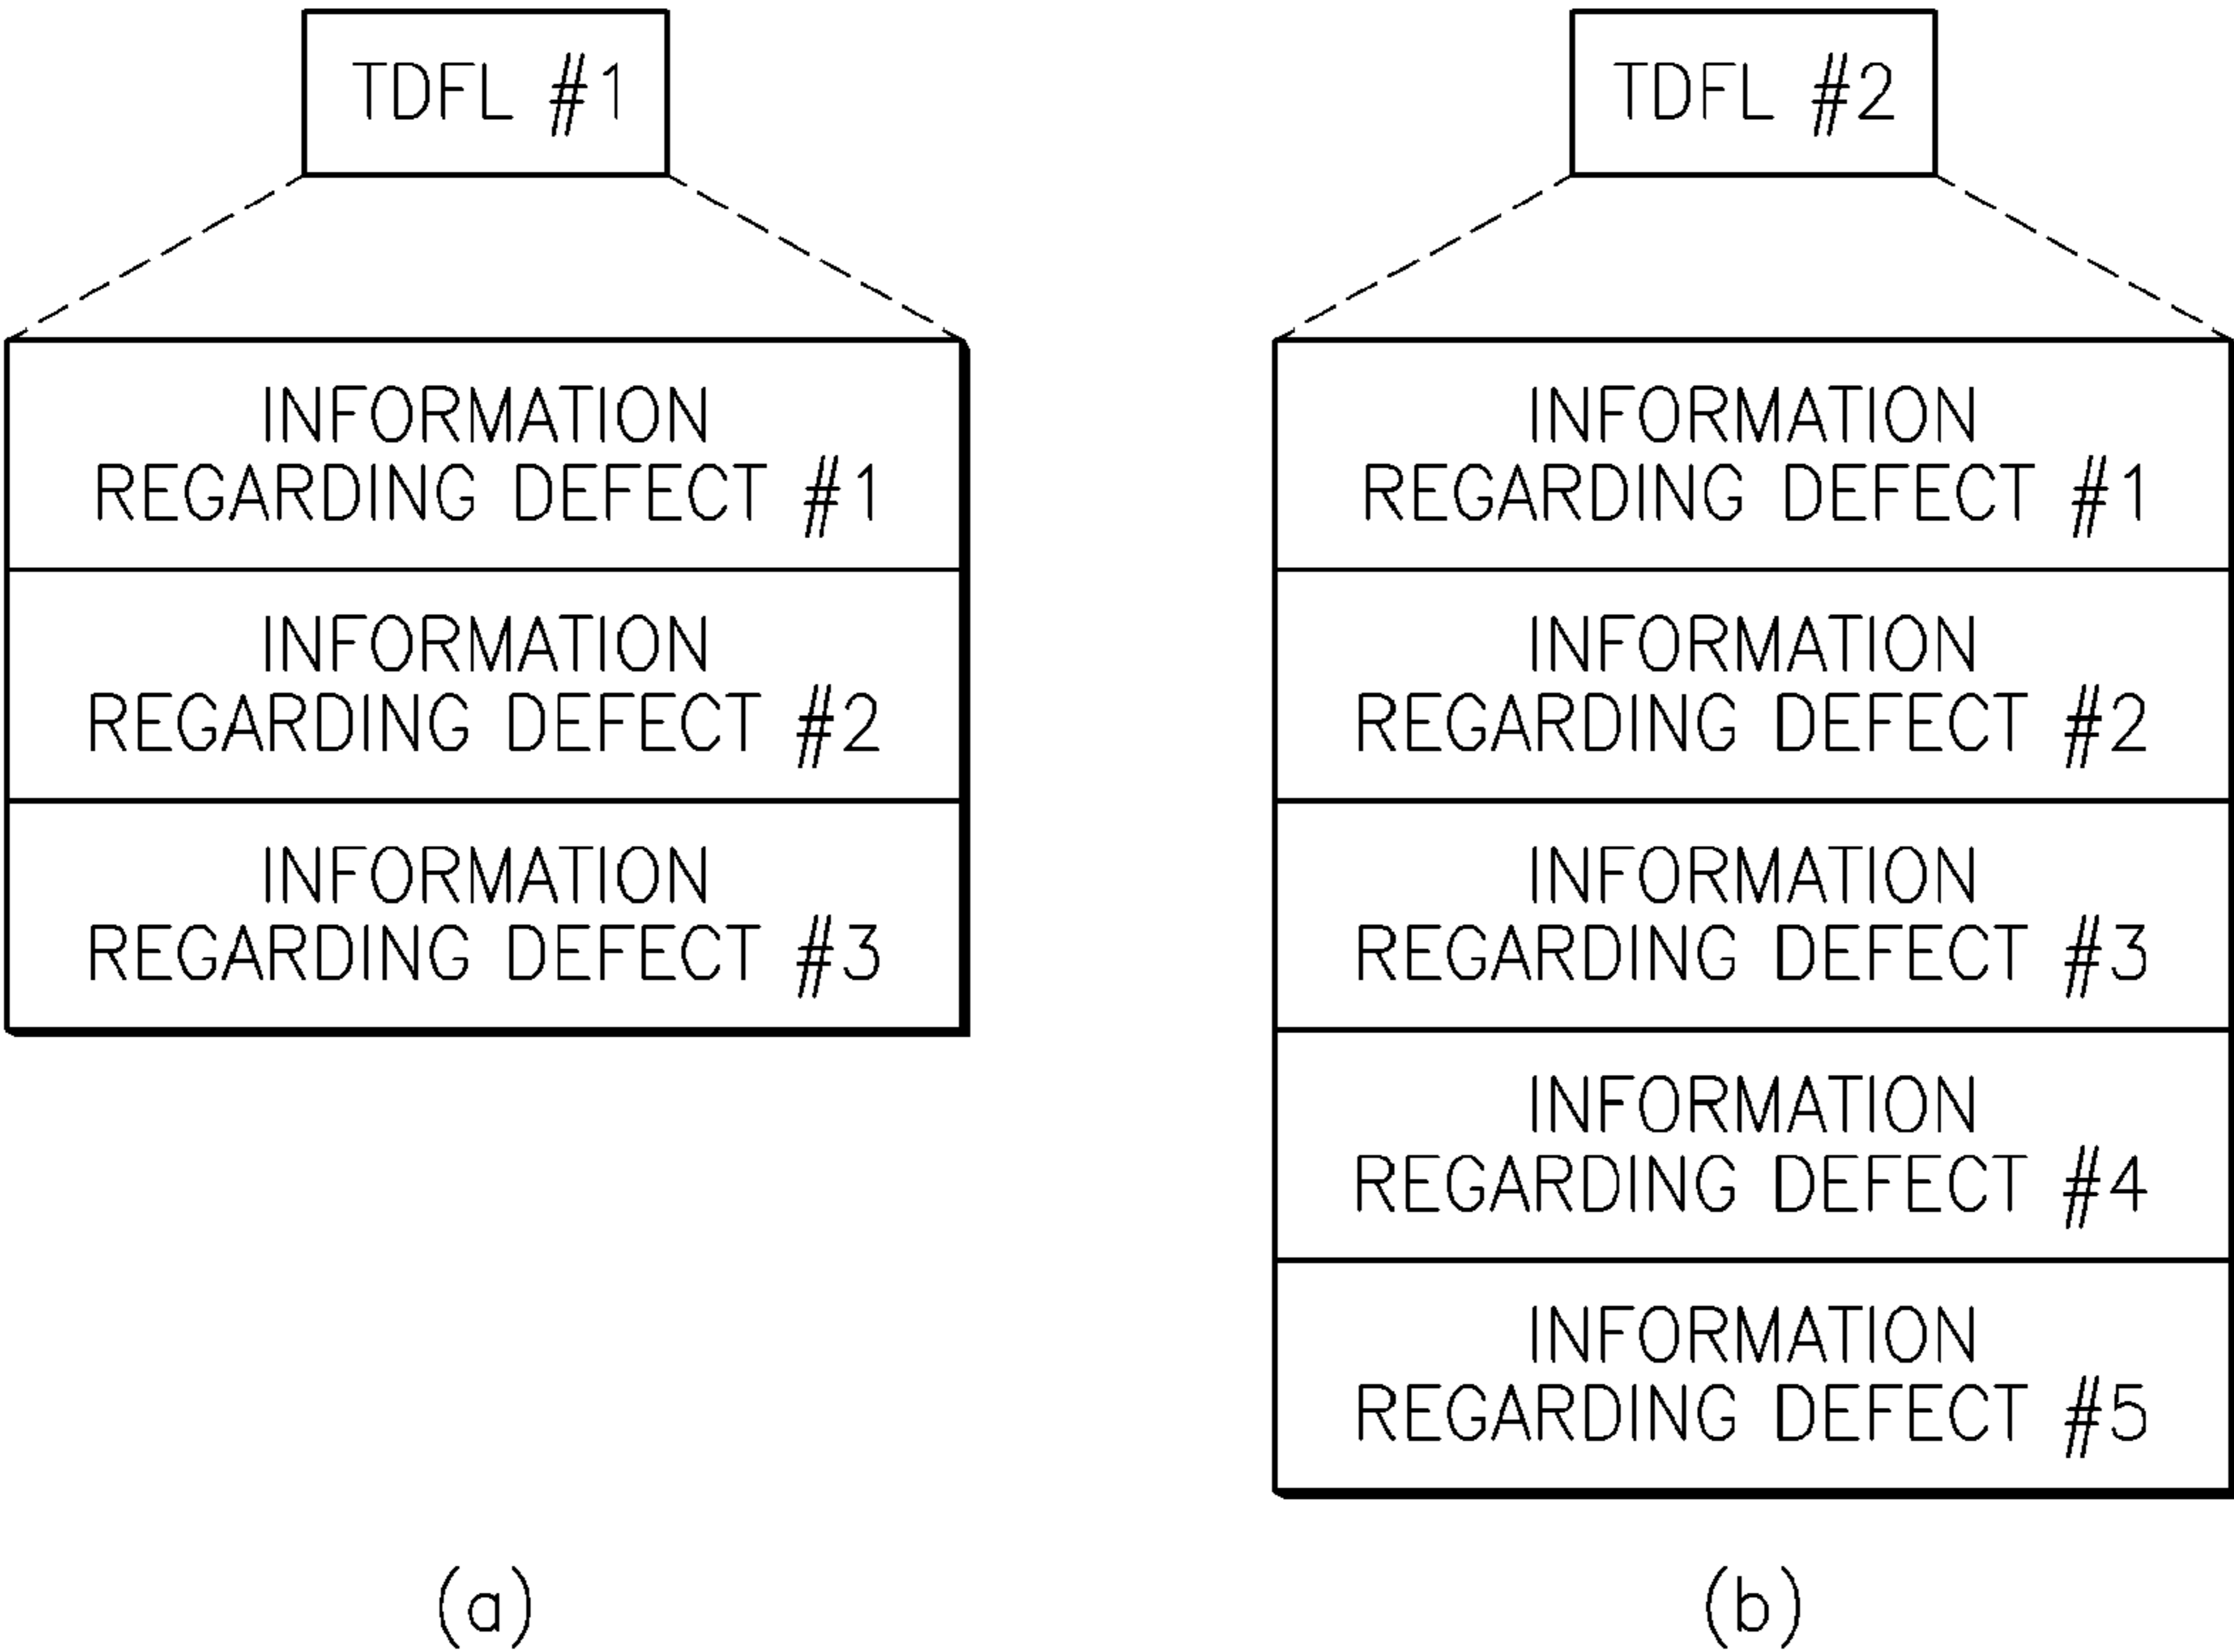 TDFL #1
INFORMATION
REGARDING DEFECT #1
INFORMATION
REGARDING DEFECT #2
INFORMATION
REGARDING DEFECT #3
(a)
TDFL #2
INFORMATION
REGARDING DEFECT #1
INFORMATION
REGARDING DEFECT #2
INFORMATION
REGARDING DEFECT #3
INFORMATION
REGARDING DEFECT #4
INFORMATION
REGARDING DEFECT #5
(b)